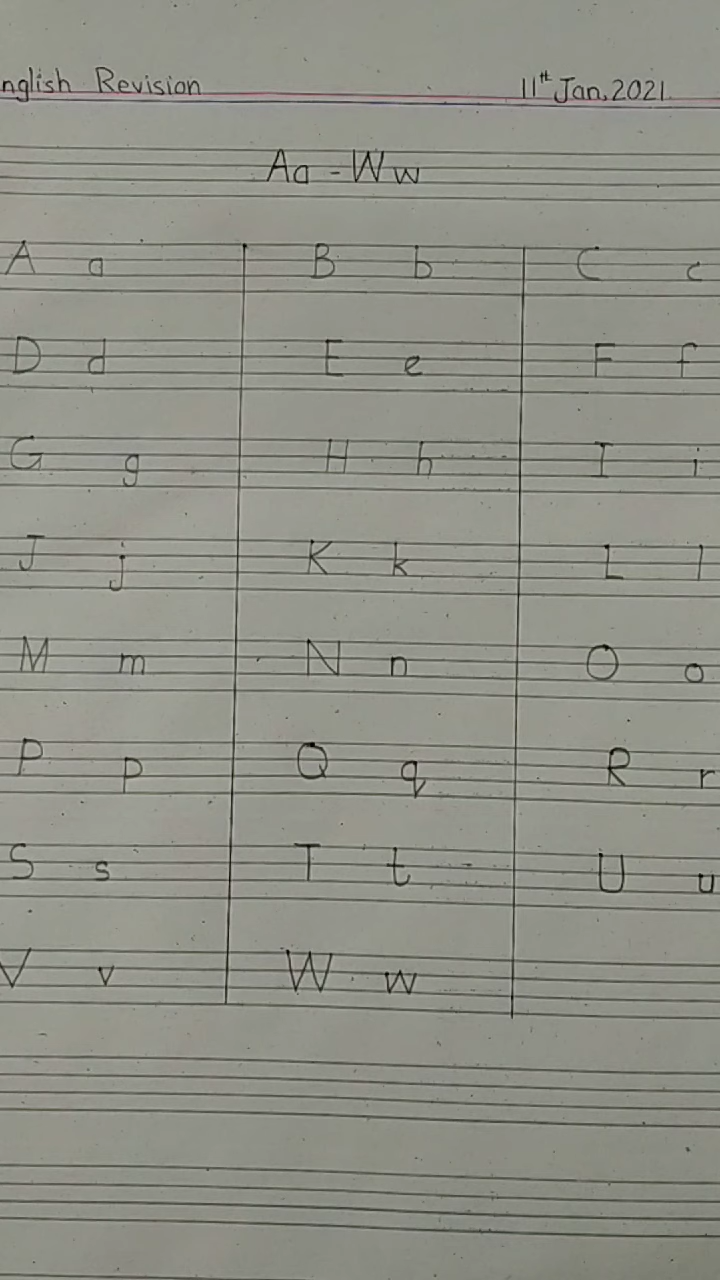 nglish Revision 11th Jan, 2021
Aa - Ww
A a B b C c
D d E e F f
G g H h I i
J j K k L l
M m N n O o
P p Q q R r
S s T t U u
V v W w